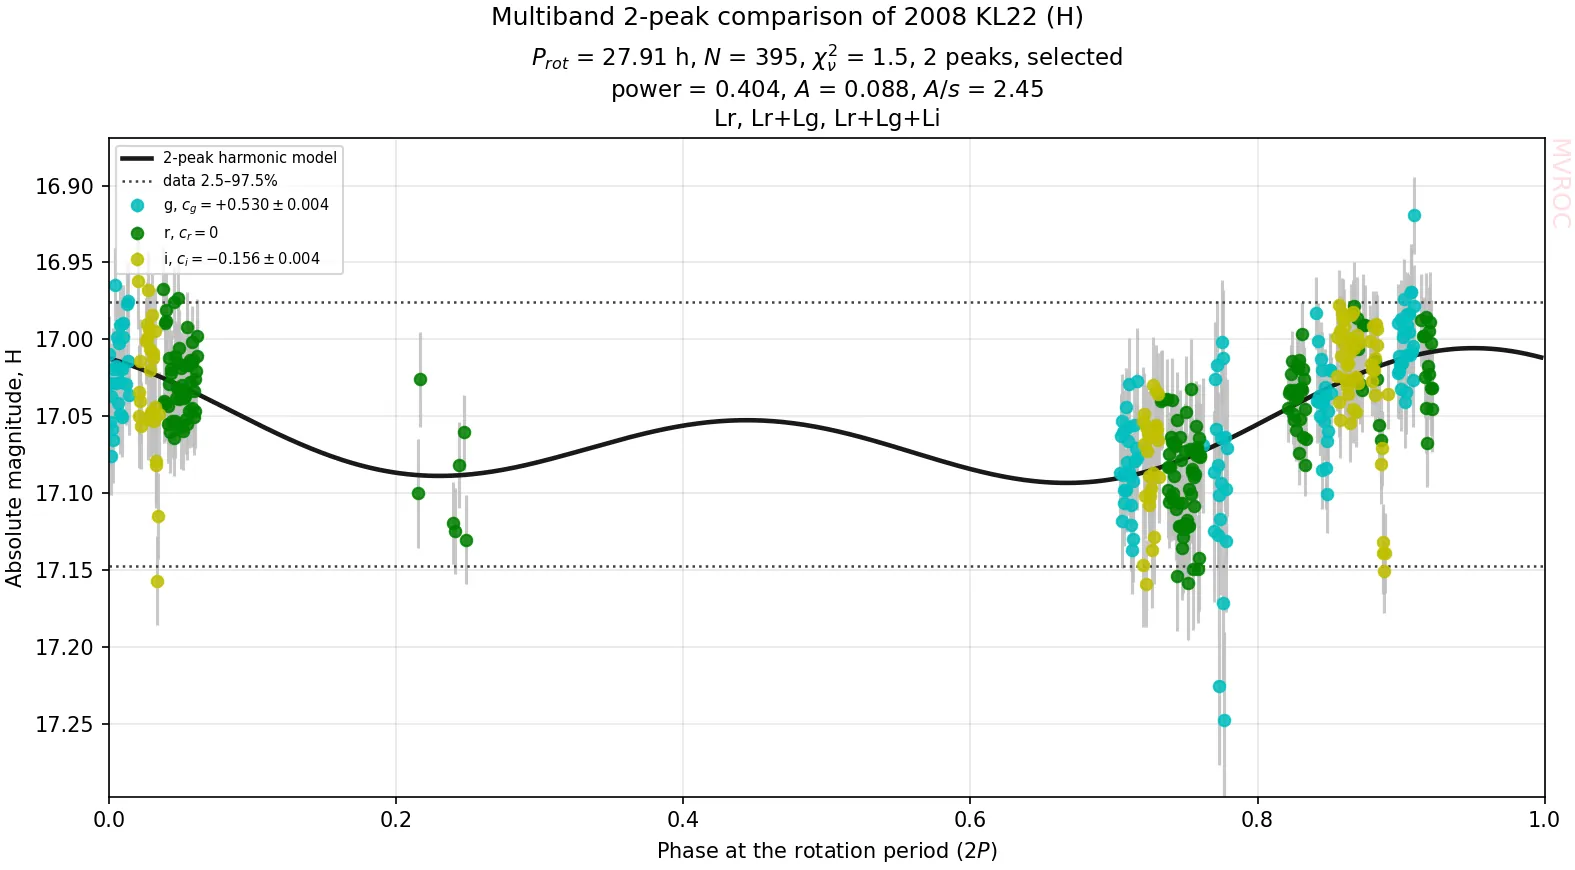 Multiband 2-peak comparison of 2008 KL22 (H)
P_rot = 27.91 h, N = 395, χ²_ν = 1.5, 2 peaks, selected
power = 0.404, A = 0.088, A/s = 2.45
Lr, Lr+Lg, Lr+Lg+Li
2-peak harmonic model
data 2.5–97.5%
g, c_g = +0.530 ± 0.004
r, c_r = 0
i, c_i = −0.156 ± 0.004
MVROC
Absolute magnitude, H
16.90
16.95
17.00
17.05
17.10
17.15
17.20
17.25
0.0 0.2 0.4 0.6 0.8 1.0
Phase at the rotation period (2P)